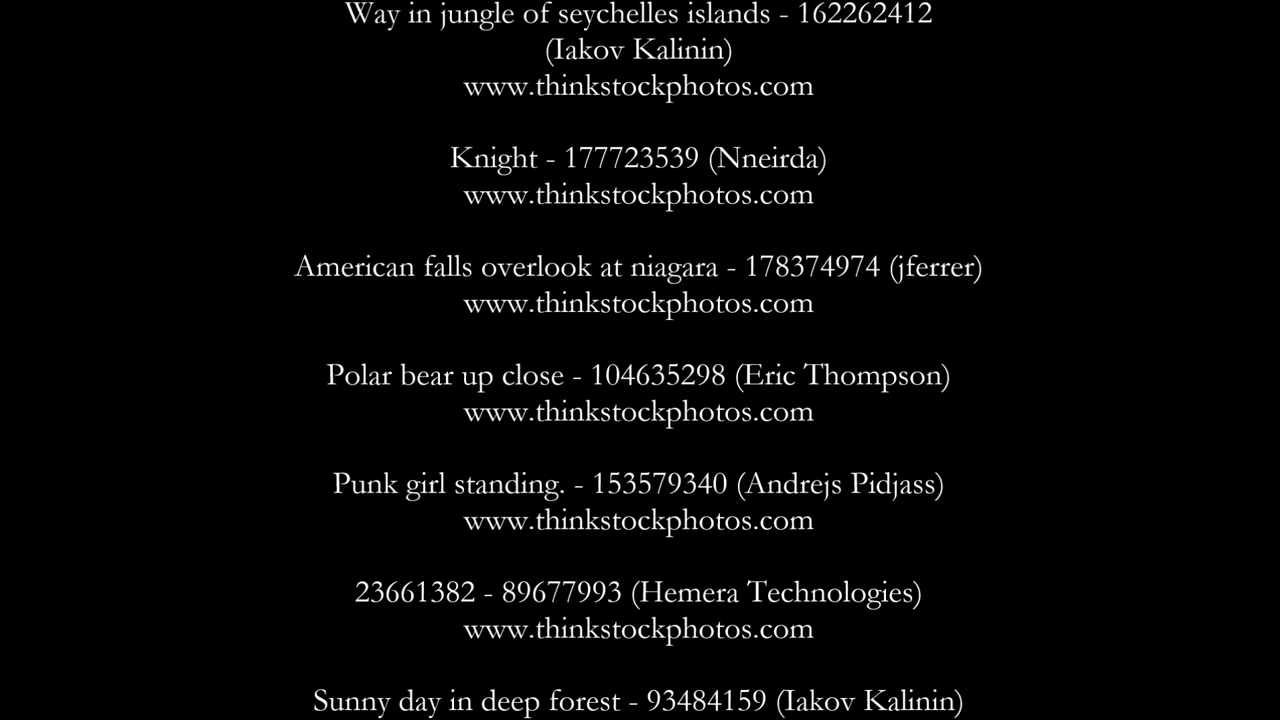 Way in jungle of seychelles islands - 162262412
(Iakov Kalinin)
www.thinkstockphotos.com
Knight - 177723539 (Nneirda)
www.thinkstockphotos.com
American falls overlook at niagara - 178374974 (jferrer)
www.thinkstockphotos.com
Polar bear up close - 104635298 (Eric Thompson)
www.thinkstockphotos.com
Punk girl standing. - 153579340 (Andrejs Pidjass)
www.thinkstockphotos.com
23661382 - 89677993 (Hemera Technologies)
www.thinkstockphotos.com
Sunny day in deep forest - 93484159 (Iakov Kalinin)